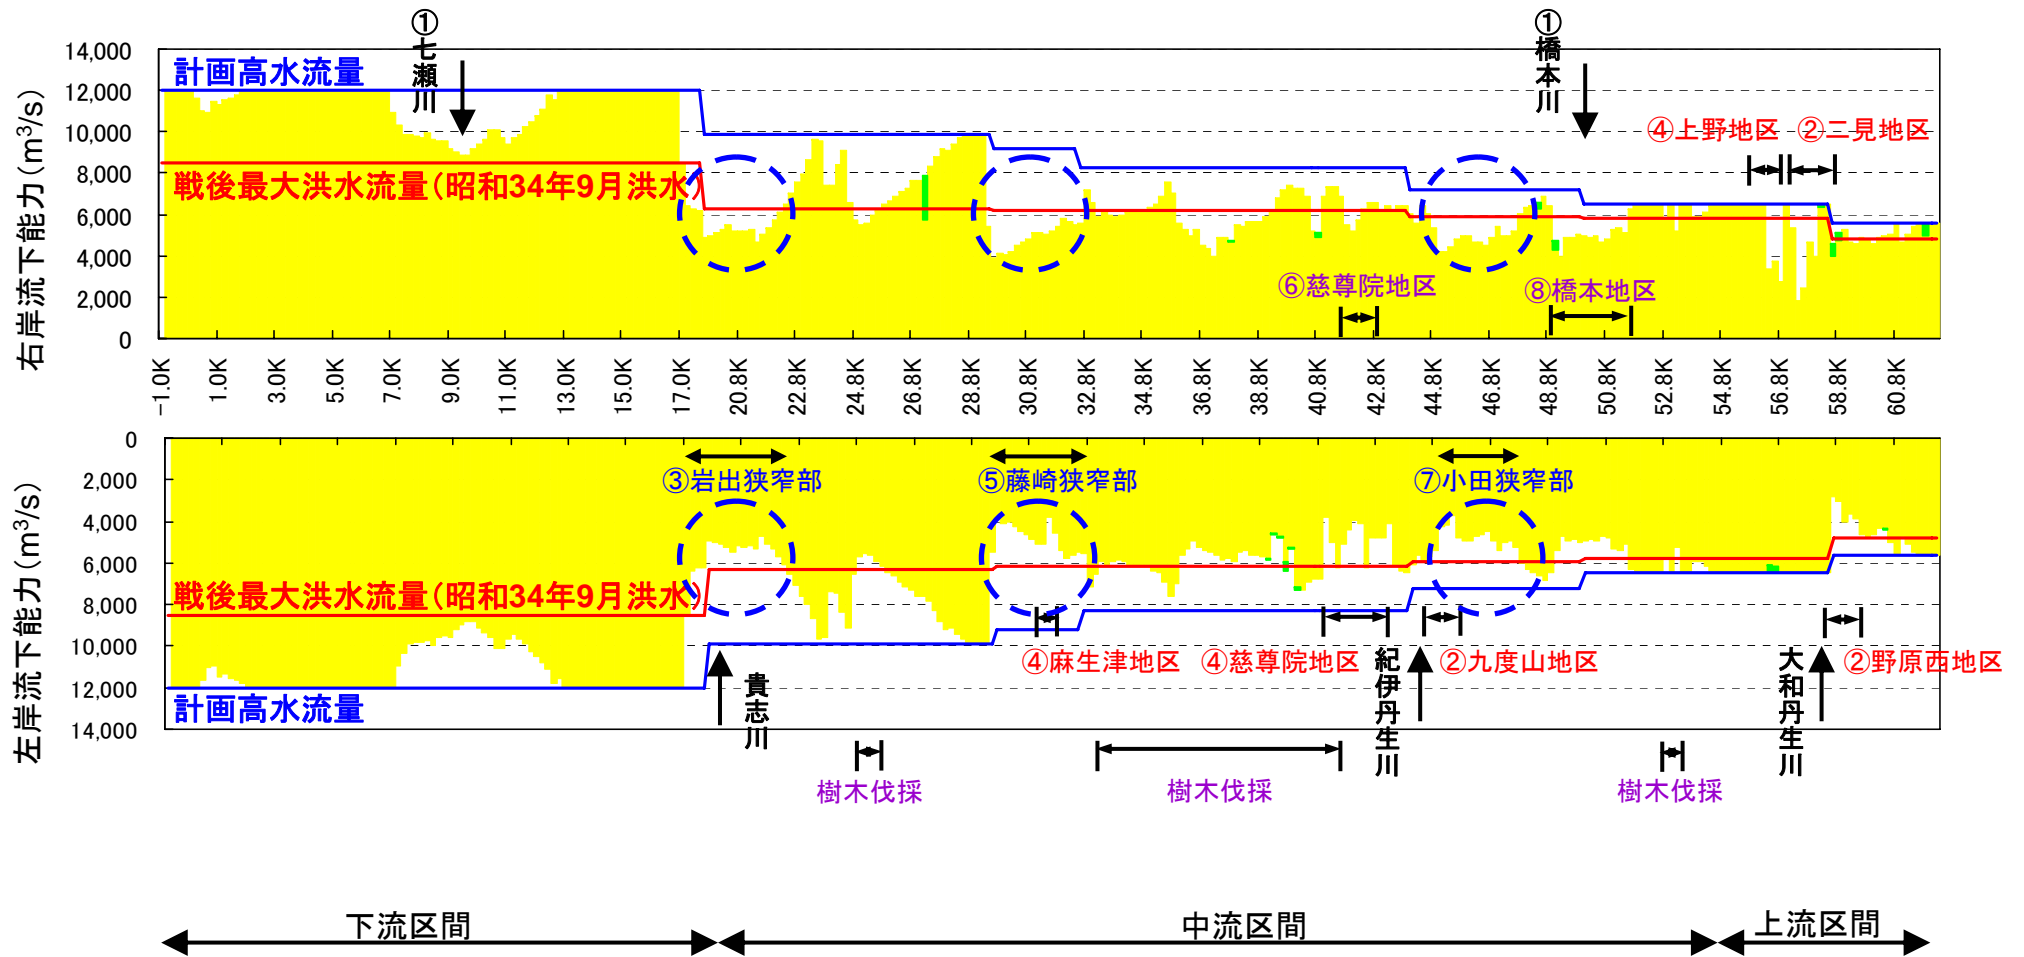 ①七瀬川
①橋本川
右岸流下能力(m³/s)
14,000
12,000
10,000
8,000
6,000
4,000
2,000
0
計画高水流量
戦後最大洪水流量(昭和34年9月洪水)
④上野地区 ②二見地区
⑥慈尊院地区
⑧橋本地区
-1.0K 1.0K 3.0K 5.0K 7.0K 9.0K 11.0K 13.0K 15.0K 17.0K 20.8K 22.8K 24.8K 26.8K 28.8K 30.8K 32.8K 34.8K 36.8K 38.8K 40.8K 42.8K 44.8K 46.8K 48.8K 50.8K 52.8K 54.8K 56.8K 58.8K 60.8K
左岸流下能力(m³/s)
0
2,000
4,000
6,000
8,000
10,000
12,000
14,000
③岩出狭窄部
⑤藤崎狭窄部
⑦小田狭窄部
戦後最大洪水流量(昭和34年9月洪水)
計画高水流量
④麻生津地区
④慈尊院地区
②九度山地区
②野原西地区
貴志川
紀伊丹生川
大和丹生川
樹木伐採
樹木伐採
樹木伐採
下流区間
中流区間
上流区間